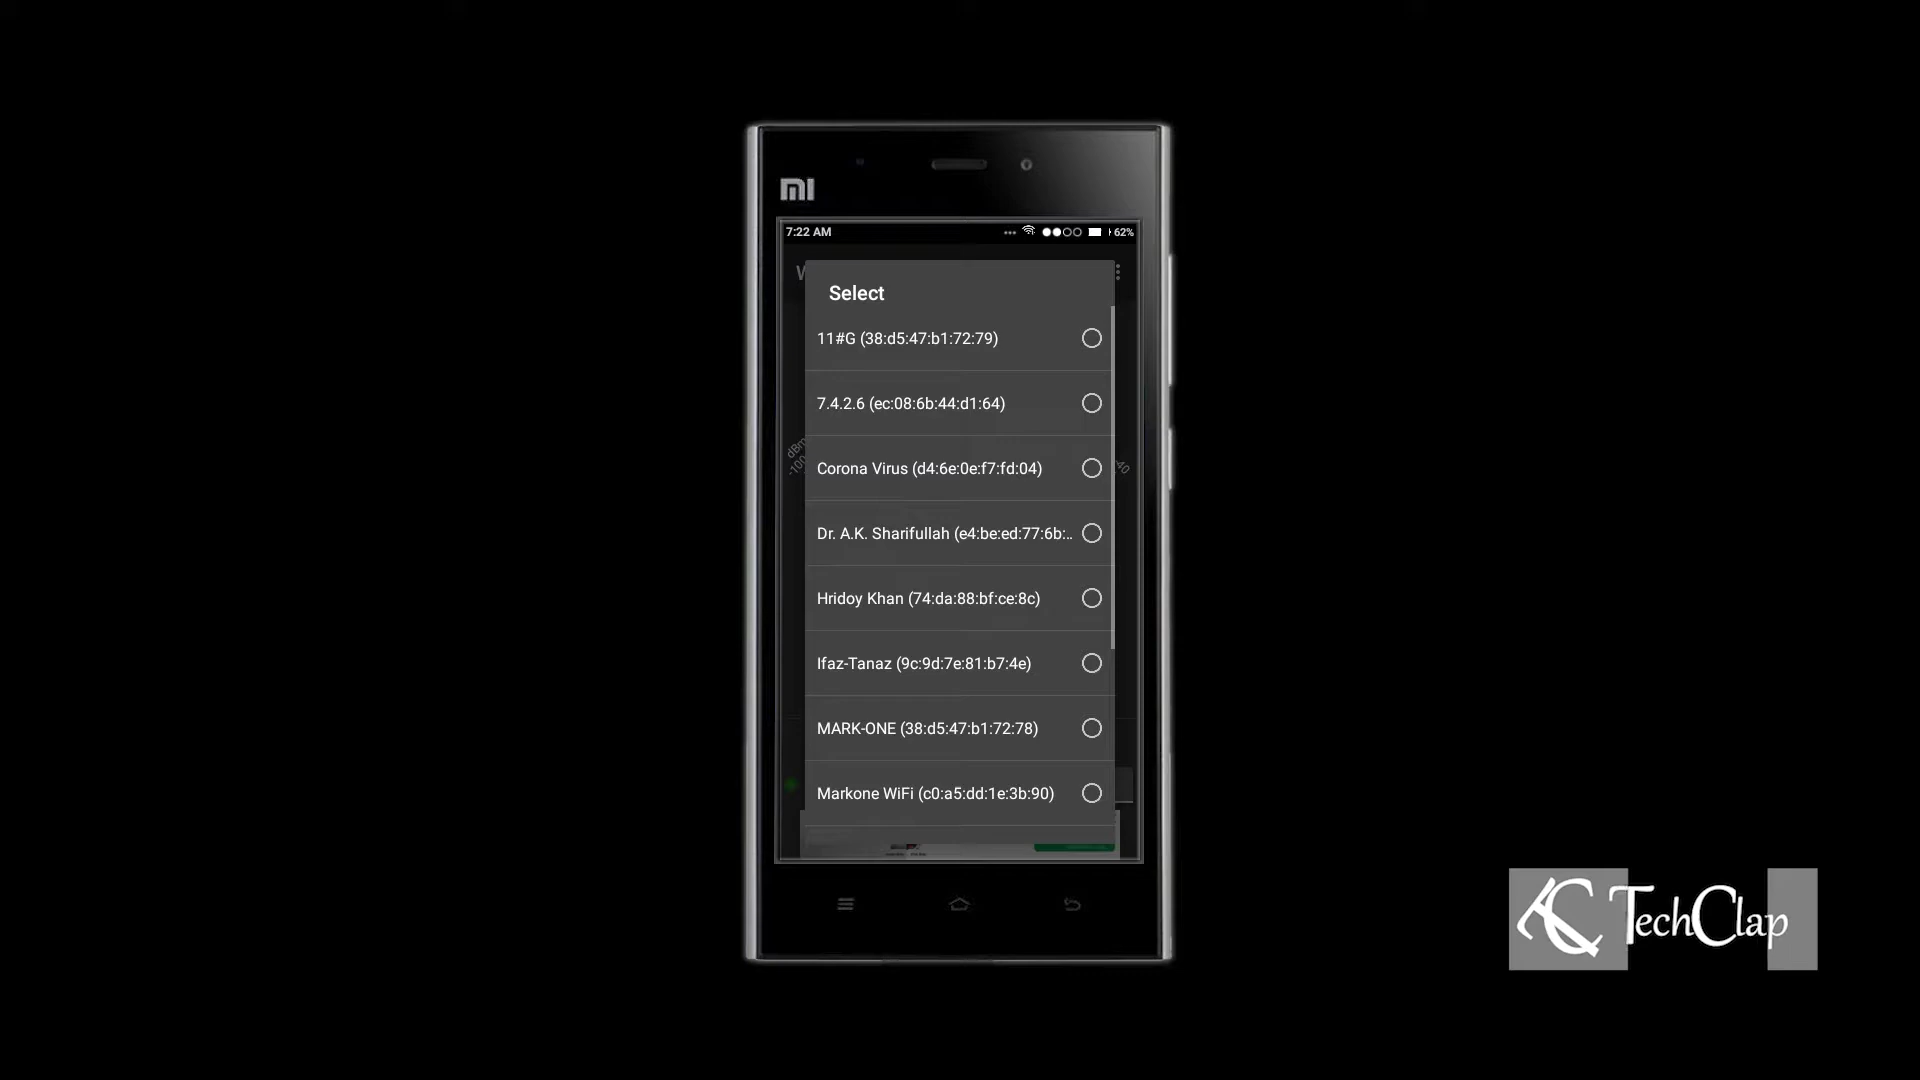 MI
7:22 AM
62%
W
Select
11#G (38:d5:47:b1:72:79)
7.4.2.6 (ec:08:6b:44:d1:64)
dBm
-100
40
Corona Virus (d4:6e:0e:f7:fd:04)
Dr. A.K. Sharifullah (e4:be:ed:77:6b:..
Hridoy Khan (74:da:88:bf:ce:8c)
Ifaz-Tanaz (9c:9d:7e:81:b7:4e)
MARK-ONE (38:d5:47:b1:72:78)
Markone WiFi (c0:a5:dd:1e:3b:90)
TechClap